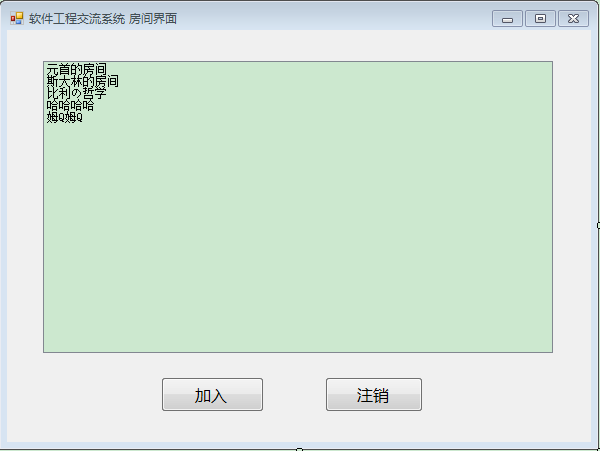 软件工程交流系统 房间界面
元首的房间
斯大林的房间
比利の哲学
哈哈哈哈
姆Q姆Q
加入
注销